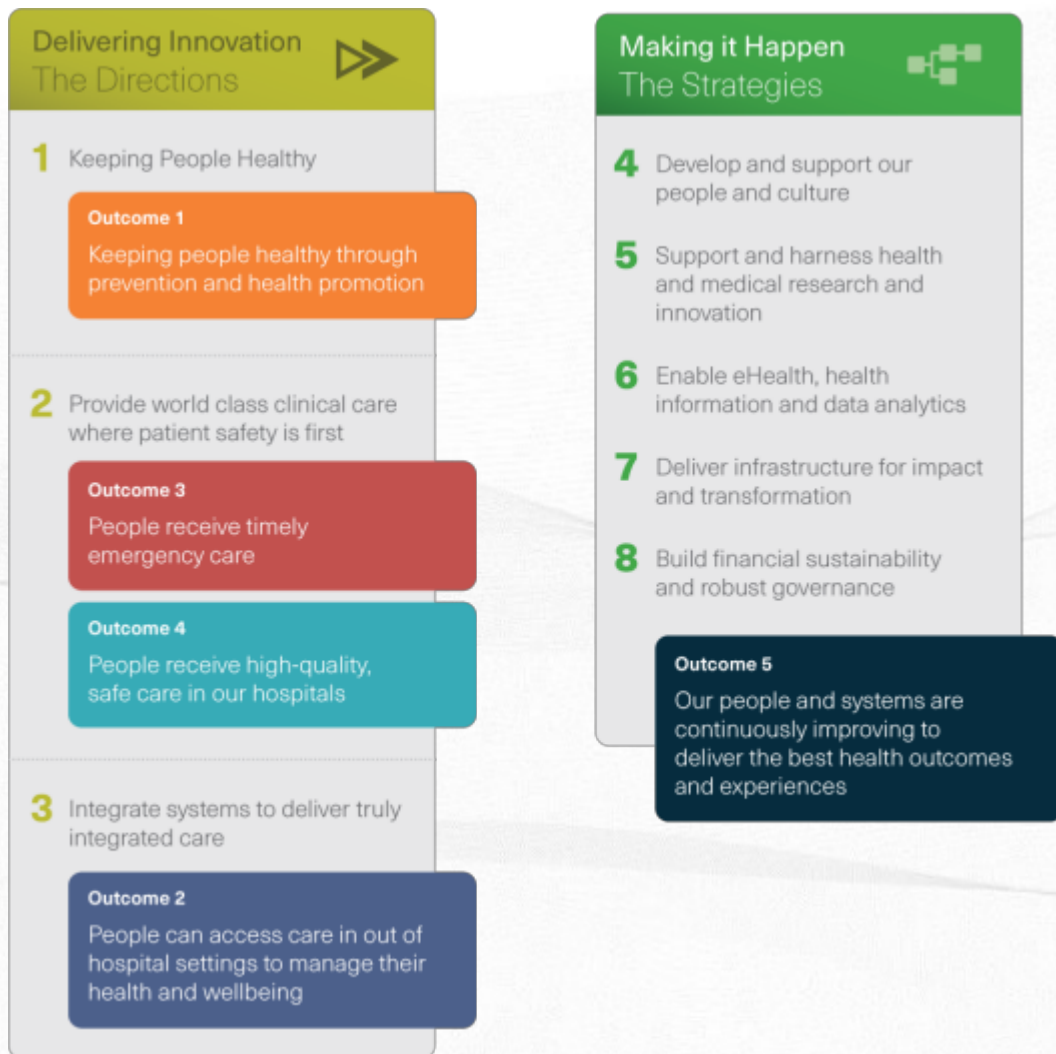 Delivering Innovation
The Directions
1 Keeping People Healthy
Outcome 1
Keeping people healthy through
prevention and health promotion
2 Provide world class clinical care
where patient safety is first
Outcome 3
People receive timely
emergency care
Outcome 4
People receive high-quality,
safe care in our hospitals
3 Integrate systems to deliver truly
integrated care
Outcome 2
People can access care in out of
hospital settings to manage their
health and wellbeing
Making it Happen
The Strategies
4 Develop and support our
people and culture
5 Support and harness health
and medical research and
innovation
6 Enable eHealth, health
information and data analytics
7 Deliver infrastructure for impact
and transformation
8 Build financial sustainability
and robust governance
Outcome 5
Our people and systems are
continuously improving to
deliver the best health outcomes
and experiences